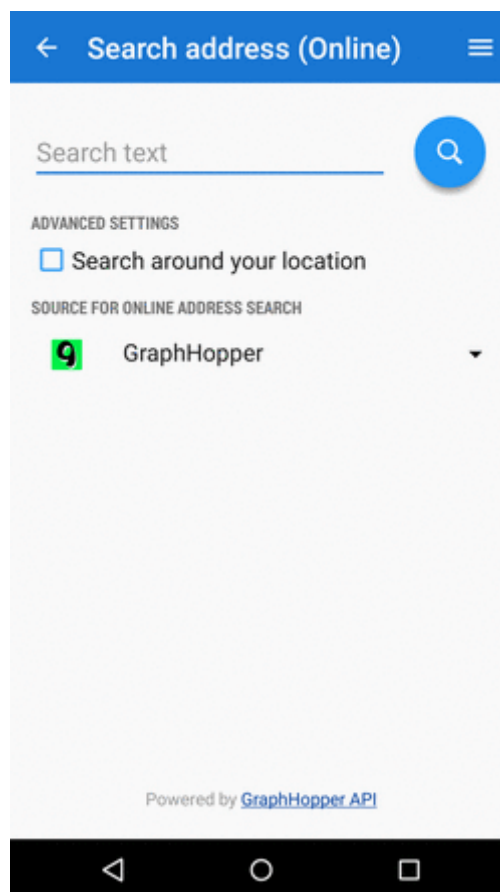 Search address (Online)
Search text
ADVANCED SETTINGS
Search around your location
SOURCE FOR ONLINE ADDRESS SEARCH
GraphHopper
Powered by GraphHopper API